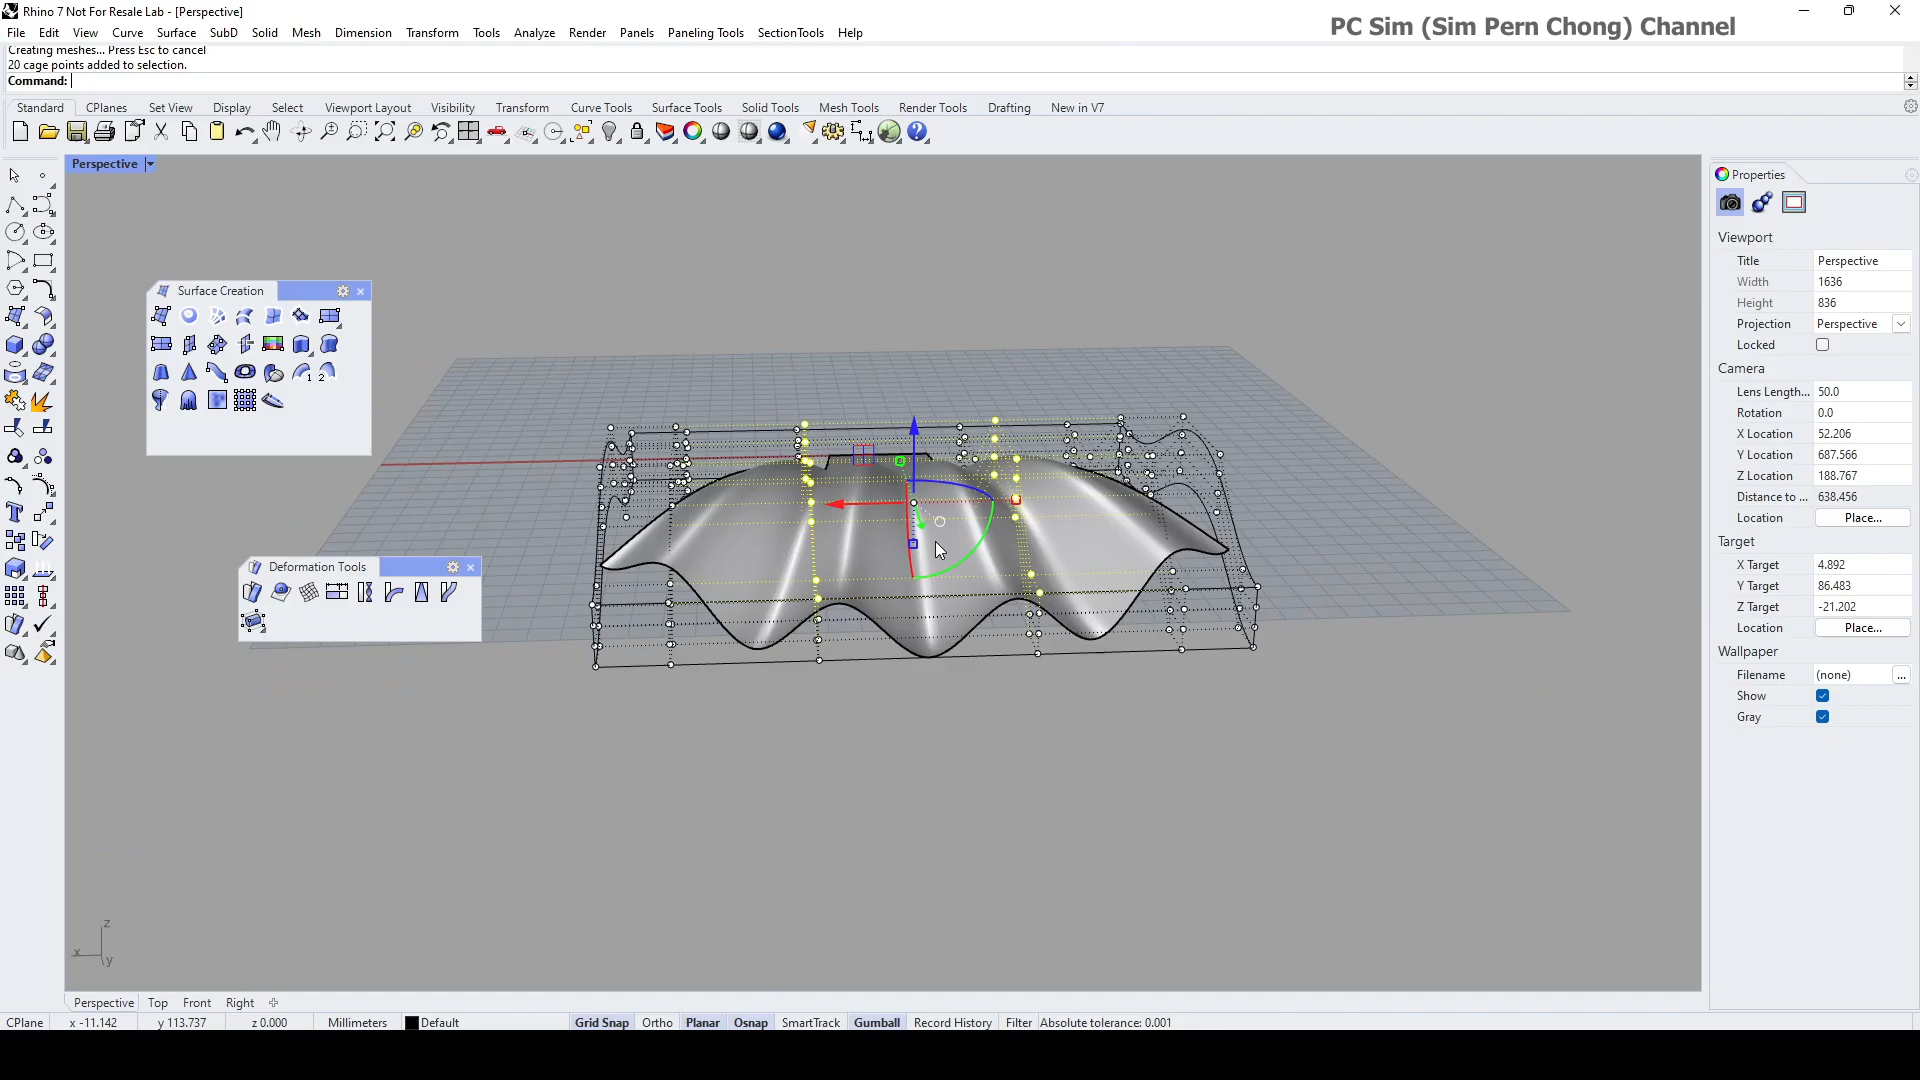 Rhino 7 Not For Resale Lab - [Perspective]
PC Sim (Sim Pern Chong) Channel
File Edit View Curve Surface SubD Solid Mesh Dimension Transform Tools Analyze Render Panels Paneling Tools SectionTools Help
Creating meshes... Press Esc to cancel
20 cage points added to selection.
Command:
Standard CPlanes Set View Display Select Viewport Layout Visibility Transform Curve Tools Surface Tools Solid Tools Mesh Tools Render Tools Drafting New in V7
Perspective
Properties
Viewport
Title Perspective
Width 1636
Height 836
Projection Perspective
Locked
Camera
Lens Length... 50.0
Rotation 0.0
X Location 52.206
Y Location 687.566
Z Location 188.767
Distance to ... 638.456
Location Place...
Target
X Target 4.892
Y Target 86.483
Z Target -21.202
Location Place...
Wallpaper
Filename (none) ...
Show
Gray
Surface Creation
1 2
Deformation Tools
z
x
y
Perspective Top Front Right
CPlane x -11.142 y 113.737 z 0.000 Millimeters Default Grid Snap Ortho Planar Osnap SmartTrack Gumball Record History Filter Absolute tolerance: 0.001